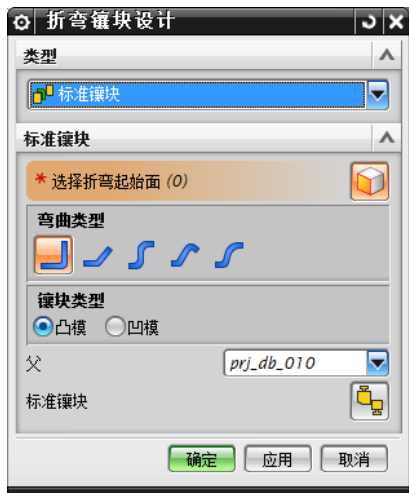 折弯镶块设计
类型
标准镶块
标准镶块
* 选择折弯起始面 (0)
弯曲类型
镶块类型
凸模 凹模
父 prj_db_010
标准镶块
确定 应用 取消